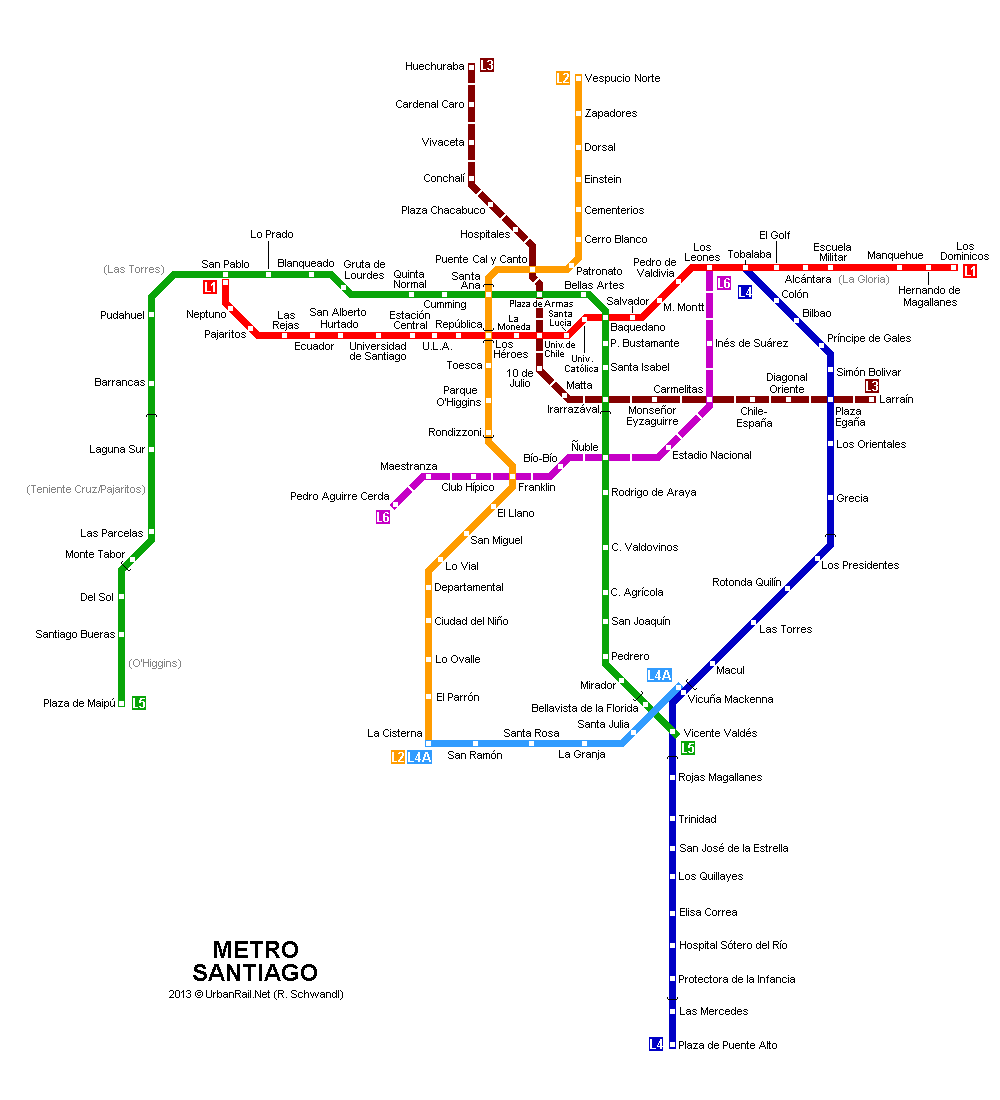 Huechuraba
L3
L2
Vespucio Norte
Cardenal Caro
Zapadores
Vivaceta
Dorsal
Conchalí
Einstein
Plaza Chacabuco
Cementerios
Hospitales
Cerro Blanco
Lo Prado
El Golf
Puente Cal y Canto
Patronato
Pedro de
Valdivia
Los
Leones
Tobalaba
Escuela
Militar
Manquehue
Los
Dominicos
L1
(Las Torres)
San Pablo
Blanqueado
Gruta de
Lourdes
Quinta
Normal
Santa
Ana
Bellas Artes
L6
L4
Alcántara
(La Gloria)
Hernando de
Magallanes
L1
Cumming
Plaza de Armas
Salvador
M. Montt
Colón
Pudahuel
Neptuno
Pajaritos
Las
Rejas
San Alberto
Hurtado
Estación
Central
República
La
Moneda
Santa
Lucía
Baquedano
Bilbao
Ecuador
Universidad
de Santiago
U.L.A.
Los
Héroes
Univ. de
Chile
Univ.
Católica
P. Bustamante
Inés de Suárez
Príncipe de Gales
Toesca
10 de
Julio
Santa Isabel
Simón Bolivar
Barrancas
Parque
O'Higgins
Matta
Irarrazával
Monseñor
Eyzaguirre
Carmelitas
Chile-
España
Diagonal
Oriente
Plaza
Egaña
L3
Larraín
Rondizzoni
Laguna Sur
Ñuble
Bío-Bío
Estadio Nacional
Los Orientales
Maestranza
Club Hípico
Franklin
(Teniente Cruz/Pajaritos)
Pedro Aguirre Cerda
L6
Rodrigo de Araya
Grecia
El Llano
Las Parcelas
San Miguel
C. Valdovinos
Monte Tabor
Lo Vial
Los Presidentes
Del Sol
Departamental
C. Agrícola
Rotonda Quilín
Santiago Bueras
Ciudad del Niño
San Joaquín
Las Torres
(O'Higgins)
Lo Ovalle
Pedrero
Macul
L4A
Mirador
Plaza de Maipú
L5
El Parrón
Bellavista de la Florida
Vicuña Mackenna
La Cisterna
Santa Rosa
Santa Julia
Vicente Valdés
L5
L2
L4A
San Ramón
La Granja
Rojas Magallanes
Trinidad
San José de la Estrella
Los Quillayes
Elisa Correa
Hospital Sótero del Río
Protectora de la Infancia
Las Mercedes
L4
Plaza de Puente Alto
METRO
SANTIAGO
2013 © UrbanRail.Net (R. Schwandl)